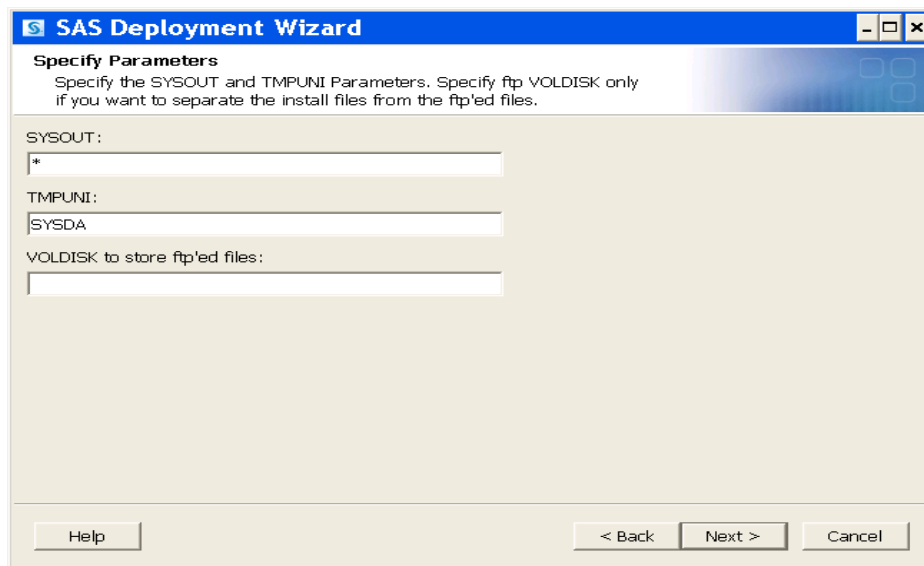 SAS Deployment Wizard
Specify Parameters
Specify the SYSOUT and TMPUNI Parameters. Specify ftp VOLDISK only
if you want to separate the install files from the ftp'ed files.
SYSOUT:
*
TMPUNI:
SYSDA
VOLDISK to store ftp'ed files:
Help
< Back
Next >
Cancel